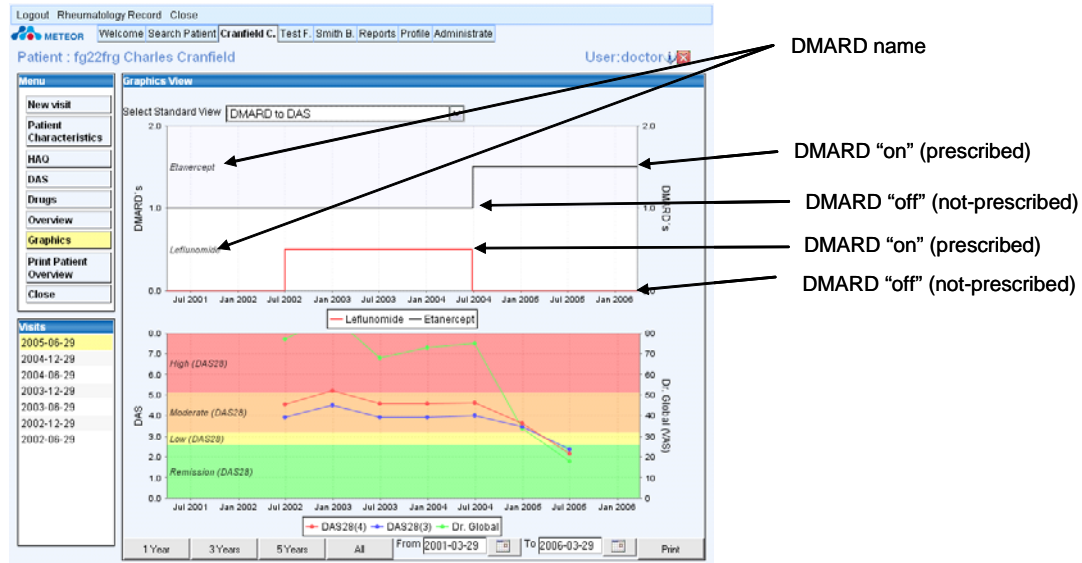 Logout Rheumatology Record Close
METEOR Welcome Search Patient Cranfield C. Test F. Smith B. Reports Profile Administrate
Patient : fg22frg Charles Cranfield
User:doctor
Menu
New visit
Patient
Characteristics
HAQ
DAS
Drugs
Overview
Graphics
Print Patient
Overview
Close
Visits
2005-06-29
2004-12-29
2004-06-29
2003-12-29
2003-06-29
2002-12-29
2002-06-29
Graphics View
Select Standard View DMARD to DAS
2.0
1.0
0.0
DMARD's
Etanercept
Leflunomide
2.0
1.0
DMARD's
Jul 2001 Jan 2002 Jul 2002 Jan 2003 Jul 2003 Jan 2004 Jul 2004 Jan 2005 Jul 2005 Jan 2006
Leflunomide Etanercept
7.0
6.0
5.0
4.0
3.0
2.0
1.0
0.0
DAS
High (DAS28)
Moderate (DAS28)
Low (DAS28)
Remission (DAS28)
80
70
60
50
40
30
20
10
0
Dr. Global (VAS)
Jul 2001 Jan 2002 Jul 2002 Jan 2003 Jul 2003 Jan 2004 Jul 2004 Jan 2005 Jul 2005 Jan 2006
DAS28(4) DAS28(3) Dr. Global
1 Year 3 Years 5 Years All From 2001-03-29 To 2006-03-29 Print
DMARD name
DMARD “on” (prescribed)
DMARD “off” (not-prescribed)
DMARD “on” (prescribed)
DMARD “off” (not-prescribed)